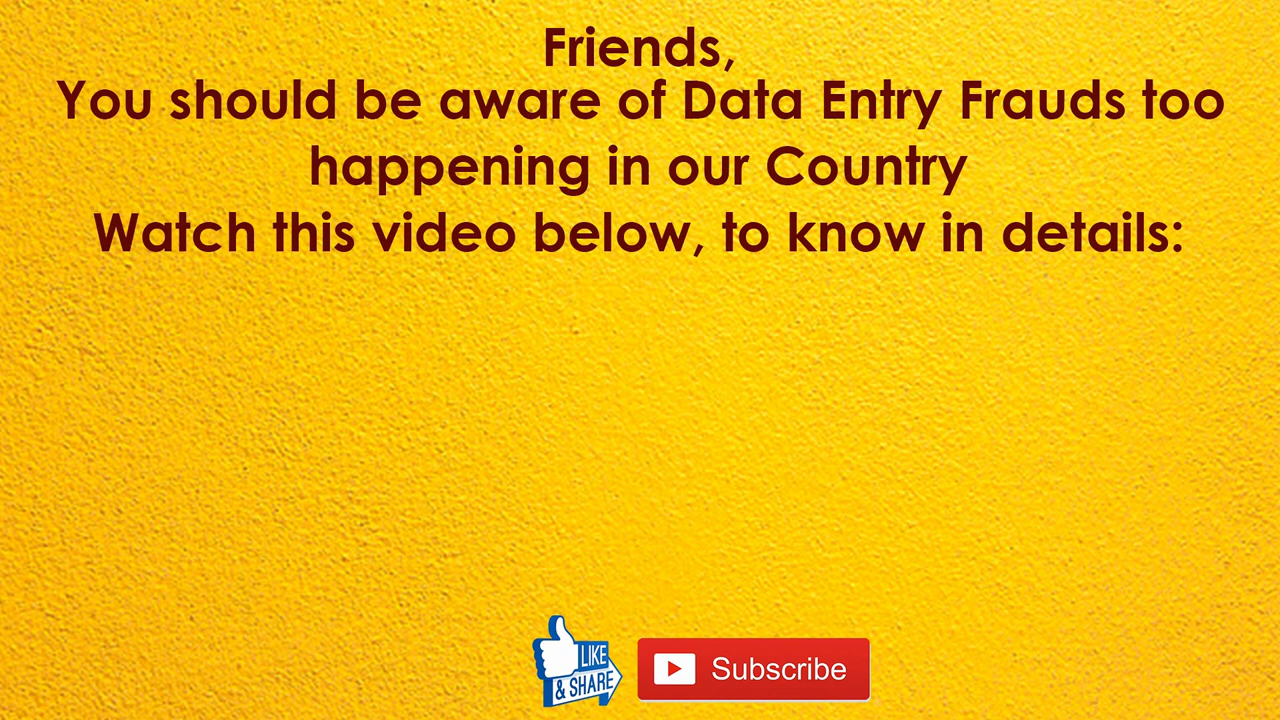 Friends,
You should be aware of Data Entry Frauds too
happening in our Country
Watch this video below, to know in details:
LIKE
& SHARE
Subscribe